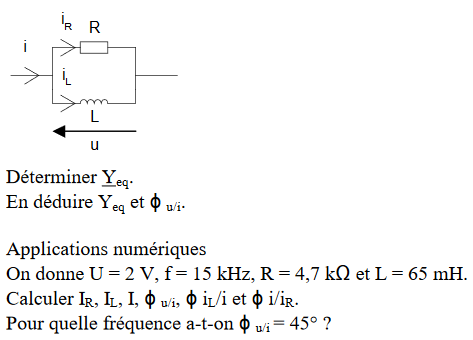 i_R R
i
i_L
L
u
Déterminer Y_eq.
En déduire Y_eq et ϕ u/i.
Applications numériques
On donne U = 2 V, f = 15 kHz, R = 4,7 kΩ et L = 65 mH.
Calculer I_R, I_L, I, ϕ u/i, ϕ i_L/i et ϕ i/i_R.
Pour quelle fréquence a-t-on ϕ u/i = 45° ?